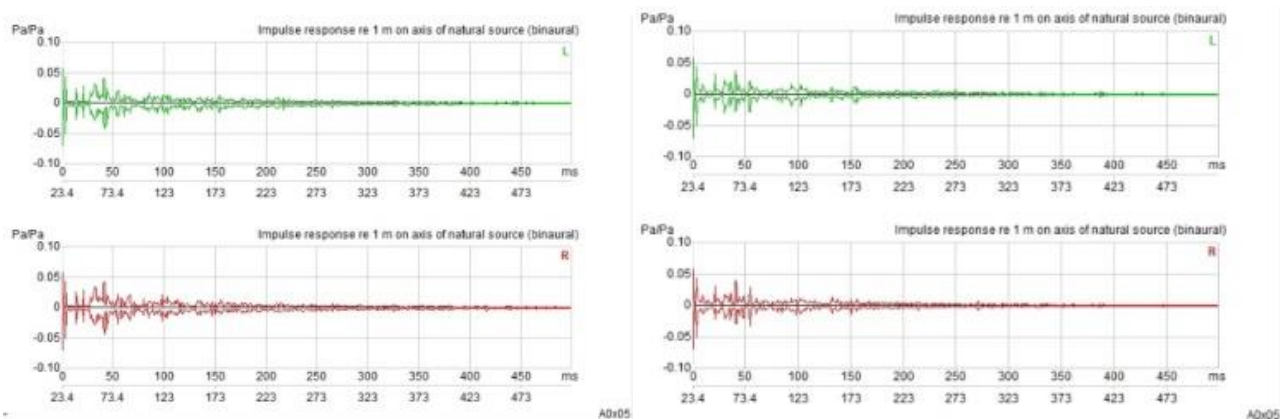 Pa/Pa Impulse response re 1 m on axis of natural source (binaural)
0.10
L
0.05
0
-0.05
-0.10
0 50 100 150 200 250 300 350 400 450 ms
23.4 73.4 123 173 223 273 323 373 423 473
Pa/Pa Impulse response re 1 m on axis of natural source (binaural)
0.10
R
0.05
0
-0.05
-0.10
0 50 100 150 200 250 300 350 400 450 ms
23.4 73.4 123 173 223 273 323 373 423 473
A0x05
Pa/Pa Impulse response re 1 m on axis of natural source (binaural)
0.10
L
0.05
0
-0.05
-0.10
0 50 100 150 200 250 300 350 400 450 ms
23.4 73.4 123 173 223 273 323 373 423 473
Pa/Pa Impulse response re 1 m on axis of natural source (binaural)
0.10
R
0.05
0
-0.05
-0.10
0 50 100 150 200 250 300 350 400 450 ms
23.4 73.4 123 173 223 273 323 373 423 473
A0x05